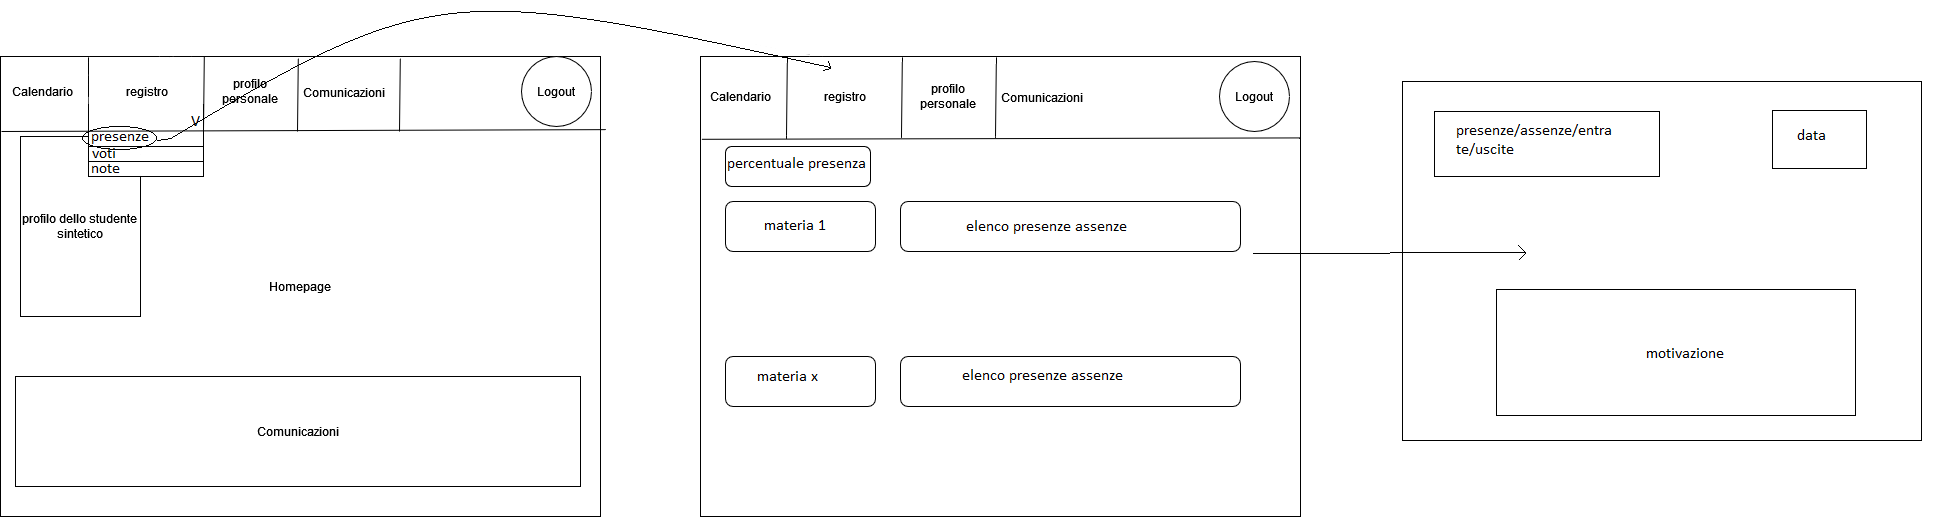 Calendario
registro
profilo
personale
Comunicazioni
Logout
V
presenze
voti
note
profilo dello studente
sintetico
Homepage
Comunicazioni
Calendario
registro
profilo
personale
Comunicazioni
Logout
percentuale presenza
materia 1
elenco presenze assenze
materia x
elenco presenze assenze
presenze/assenze/entra
te/uscite
data
motivazione